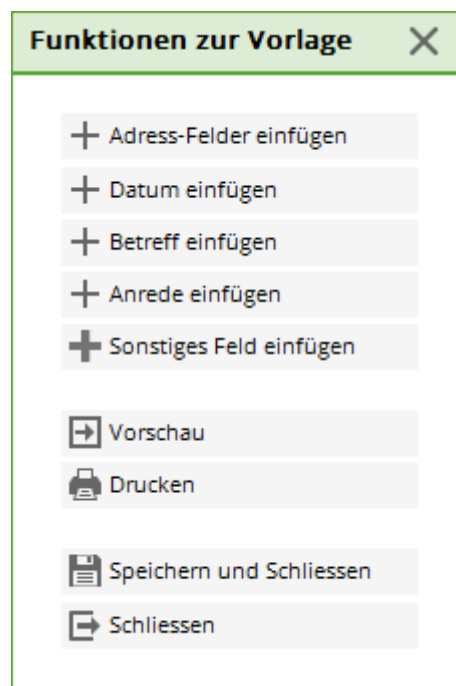 Funktionen zur Vorlage
Adress-Felder einfügen
Datum einfügen
Betreff einfügen
Anrede einfügen
Sonstiges Feld einfügen
Vorschau
Drucken
Speichern und Schliessen
Schliessen